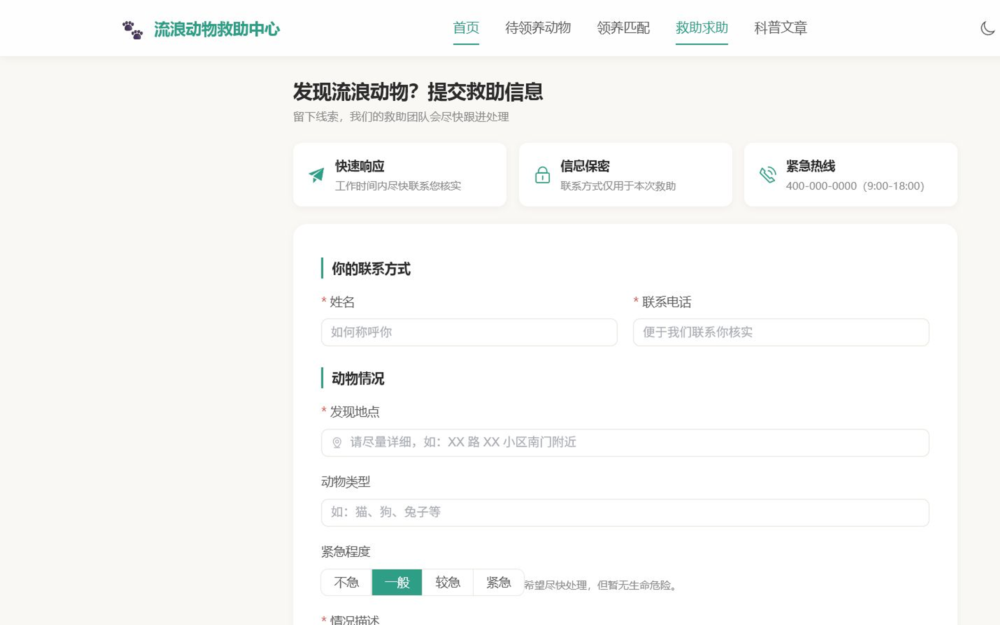 流浪动物救助中心
首页 待领养动物 领养匹配 救助求助 科普文章
发现流浪动物？提交救助信息
留下线索，我们的救助团队会尽快跟进处理
快速响应
工作时间内尽快联系您核实
信息保密
联系方式仅用于本次救助
紧急热线
400-000-0000（9:00-18:00）
你的联系方式
* 姓名
如何称呼你
* 联系电话
便于我们联系你核实
动物情况
* 发现地点
请尽量详细，如：XX 路 XX 小区南门附近
动物类型
如：猫、狗、兔子等
紧急程度
不急 一般 较急 紧急 希望尽快处理，但暂无生命危险。
* 情况描述